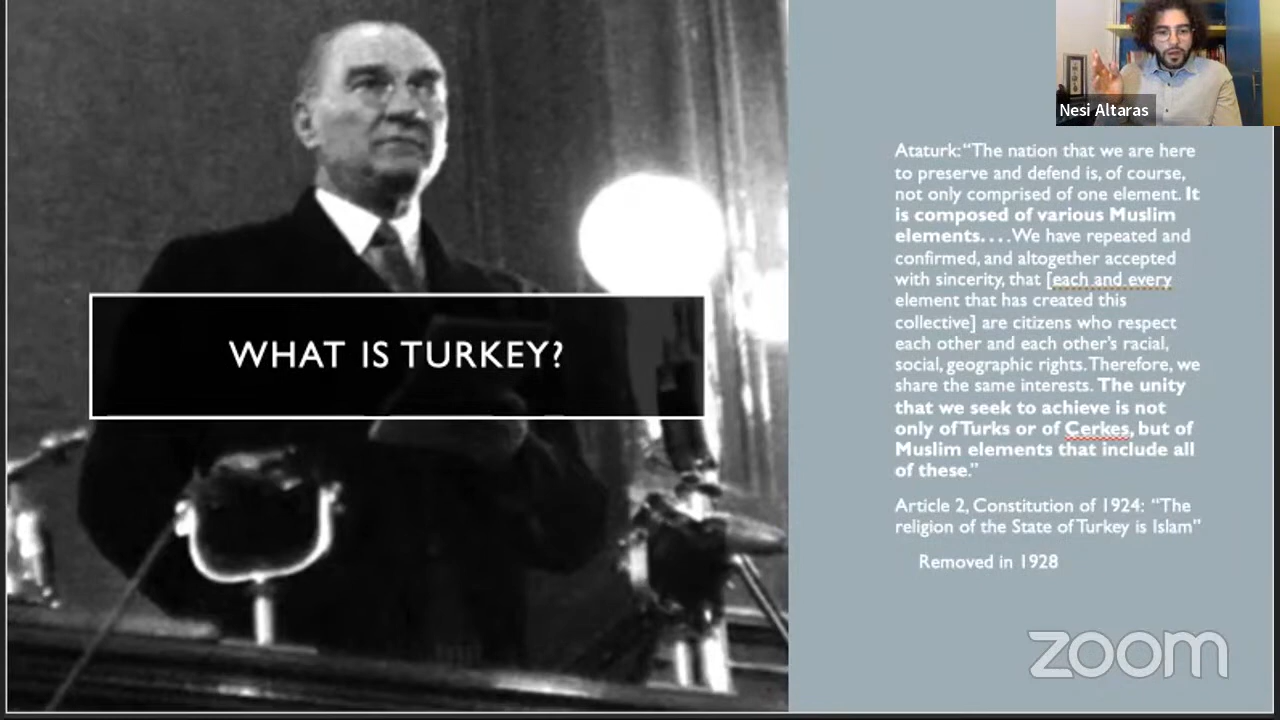 Nesi Altaras
WHAT IS TURKEY?
Ataturk: “The nation that we are here
to preserve and defend is, of course,
not only comprised of one element. It
is composed of various Muslim
elements. . . .We have repeated and
confirmed, and altogether accepted
with sincerity, that [each and every
element that has created this
collective] are citizens who respect
each other and each other’s racial,
social, geographic rights. Therefore, we
share the same interests. The unity
that we seek to achieve is not
only of Turks or of Cerkes, but of
Muslim elements that include all
of these.”
Article 2, Constitution of 1924: “The
religion of the State of Turkey is Islam”
Removed in 1928
zoom